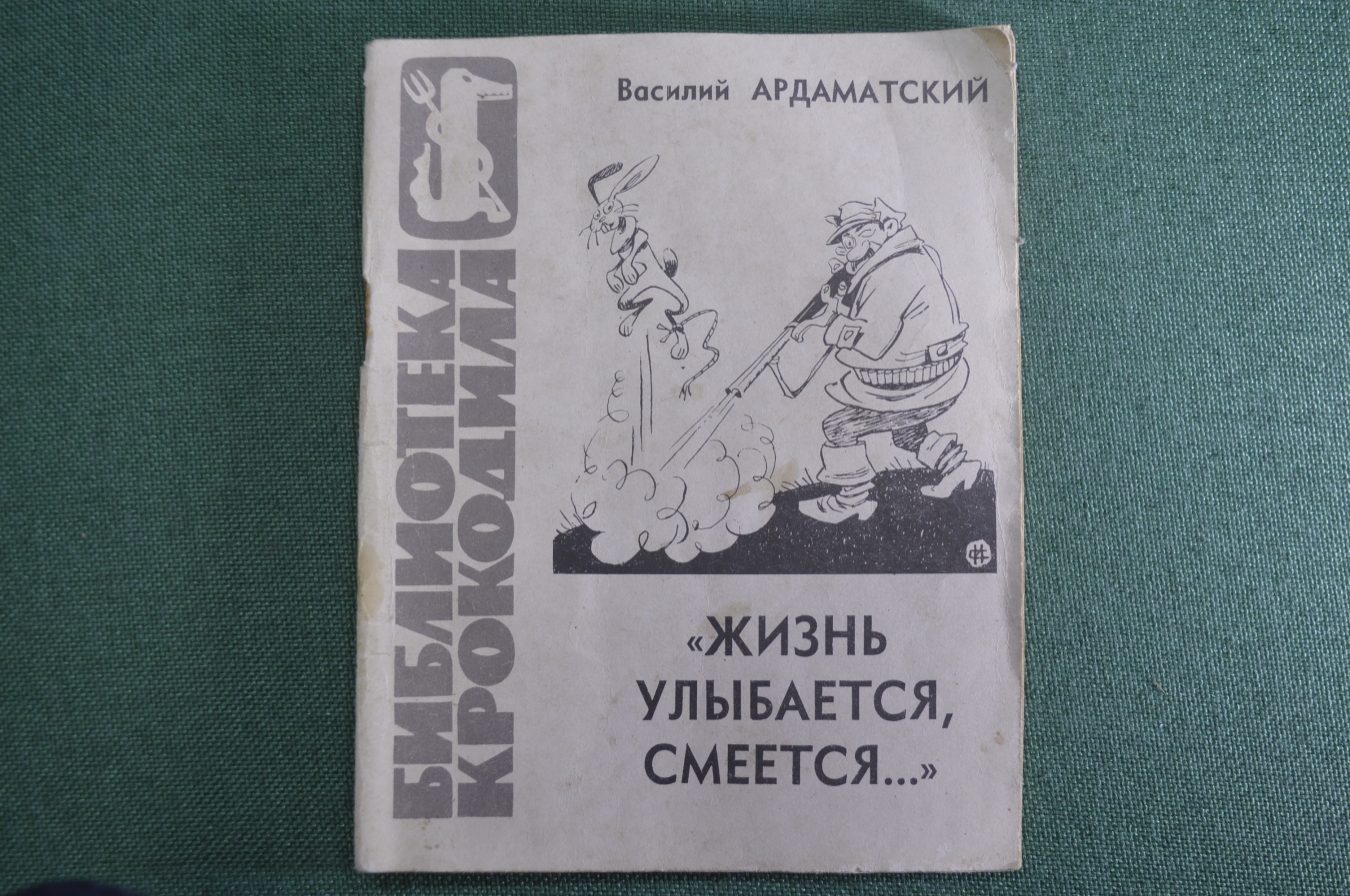 Василий АРДАМАТСКИЙ
БИБЛИОТЕКА
КРОКОДИЛА
«ЖИЗНЬ
УЛЫБАЕТСЯ,
СМЕЕТСЯ...»